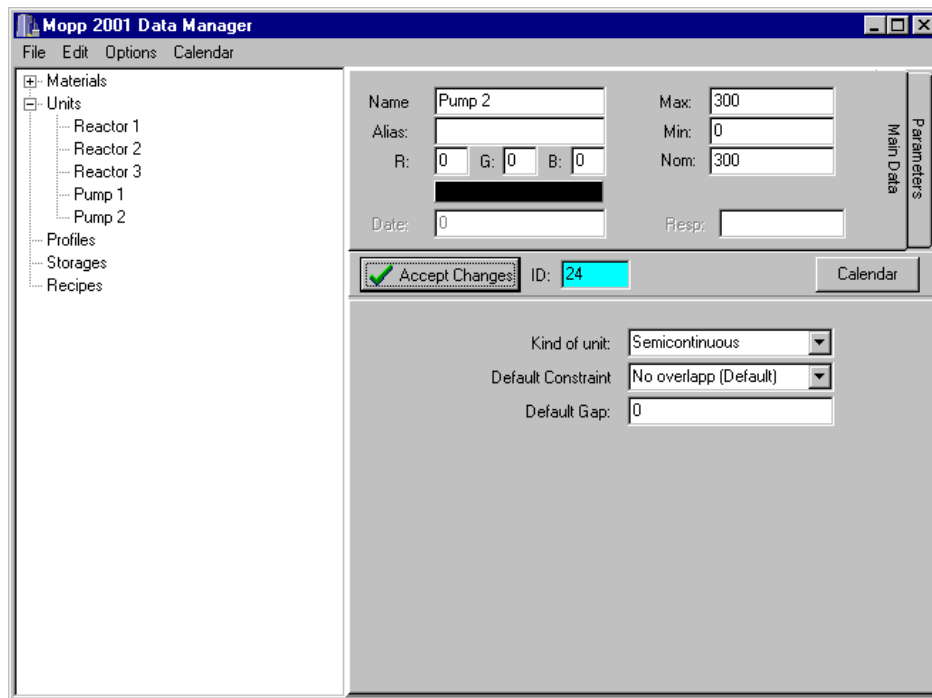 Mopp 2001 Data Manager
File Edit Options Calendar
Materials
Units
Reactor 1
Reactor 2
Reactor 3
Pump 1
Pump 2
Profiles
Storages
Recipes
Name Pump 2 Max: 300
Alias: Min: 0
R: 0 G: 0 B: 0 Nom: 300
Date: 0 Resp:
Main Data
Parameters
Accept Changes ID: 24 Calendar
Kind of unit: Semicontinuous
Default Constraint No overlapp (Default)
Default Gap: 0